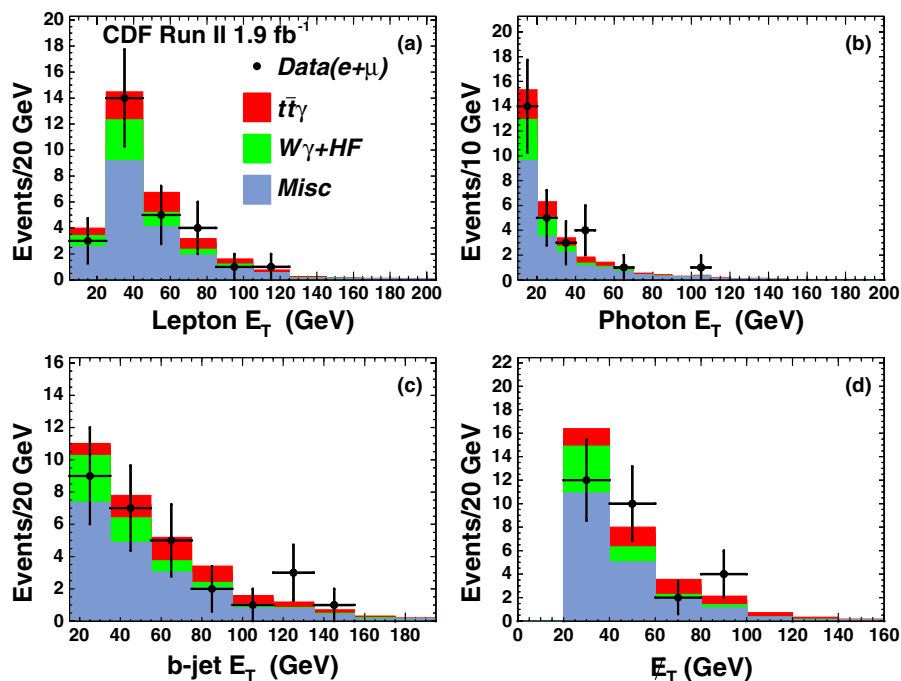 CDF Run II 1.9 fb⁻¹
(a)
Data(e+μ)
tt̄γ
Wγ+HF
Misc
Events/20 GeV
0 2 4 6 8 10 12 14 16 18 20
20 40 60 80 100 120 140 160 180 200
Lepton E_T (GeV)
(b)
Events/10 GeV
0 2 4 6 8 10 12 14 16 18 20
20 40 60 80 100 120 140 160 180 200
Photon E_T (GeV)
(c)
Events/20 GeV
0 2 4 6 8 10 12 14 16
20 40 60 80 100 120 140 160 180
b-jet E_T (GeV)
(d)
Events/20 GeV
0 2 4 6 8 10 12 14 16 18 20 22
0 20 40 60 80 100 120 140 160
E̸_T (GeV)